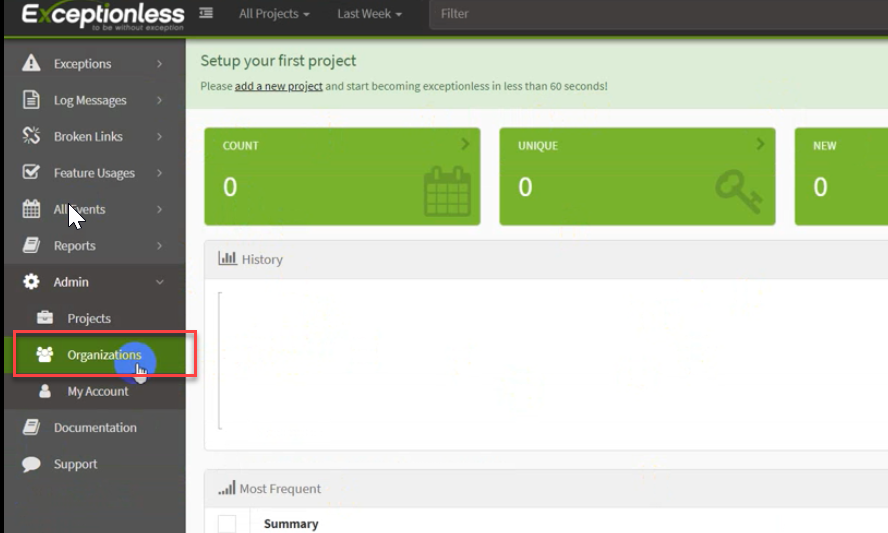 Exceptionless
to be without exception
All Projects
Last Week
Filter
Exceptions
Log Messages
Broken Links
Feature Usages
All Events
Reports
Admin
Projects
Organizations
My Account
Documentation
Support
Setup your first project
Please add a new project and start becoming exceptionless in less than 60 seconds!
COUNT
0
UNIQUE
0
NEW
0
History
Most Frequent
Summary